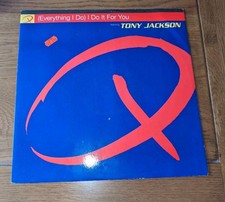 (Everything I Do) I Do It For You
TONY JACKSON